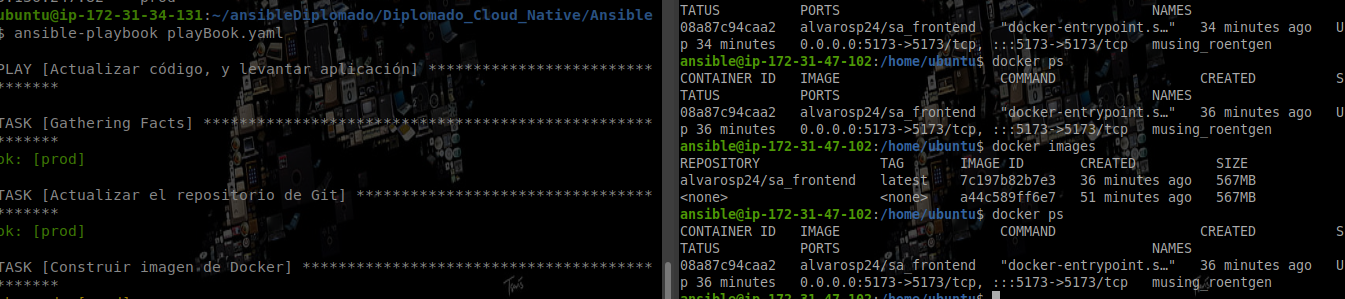 ubuntu@ip-172-31-34-131:~/ansibleDiplomado/Diplomado_Cloud_Native/Ansible
$ ansible-playbook playBook.yaml
PLAY [Actualizar código, y levantar aplicación] *************************
*******
TASK [Gathering Facts] **************************************************
*******
ok: [prod]
TASK [Actualizar el repositorio de Git] *********************************
*******
ok: [prod]
TASK [Construir imagen de Docker] ***************************************
*******
TATUS         PORTS                                       NAMES
08a87c94caa2   alvarosp24/sa_frontend   "docker-entrypoint.s…"   34 minutes ago   U
p 34 minutes   0.0.0.0:5173->5173/tcp, :::5173->5173/tcp   musing_roentgen
ansible@ip-172-31-47-102:/home/ubuntu$ docker ps
CONTAINER ID   IMAGE                    COMMAND                  CREATED          S
TATUS         PORTS                                       NAMES
08a87c94caa2   alvarosp24/sa_frontend   "docker-entrypoint.s…"   36 minutes ago   U
p 36 minutes   0.0.0.0:5173->5173/tcp, :::5173->5173/tcp   musing_roentgen
ansible@ip-172-31-47-102:/home/ubuntu$ docker images
REPOSITORY               TAG       IMAGE ID       CREATED          SIZE
alvarosp24/sa_frontend   latest    7c197b82b7e3   36 minutes ago   567MB
<none>                   <none>    a44c589ff6e7   51 minutes ago   567MB
ansible@ip-172-31-47-102:/home/ubuntu$ docker ps
CONTAINER ID   IMAGE                    COMMAND                  CREATED          S
TATUS         PORTS                                       NAMES
08a87c94caa2   alvarosp24/sa_frontend   "docker-entrypoint.s…"   36 minutes ago   U
p 36 minutes   0.0.0.0:5173->5173/tcp, :::5173->5173/tcp   musing_roentgen
ansible@ip-172-31-47-102:/home/ubuntu$